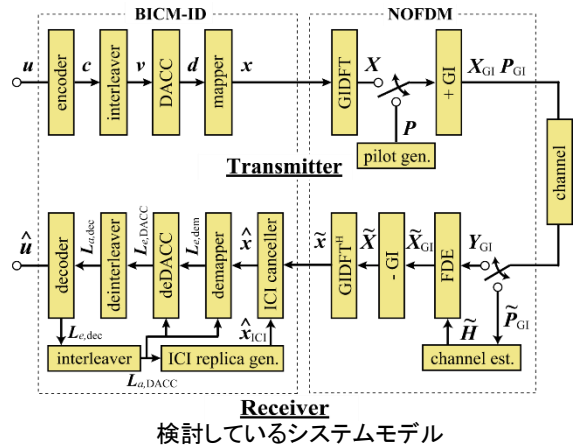 BICM-ID
NOFDM
u
encoder
c
interleaver
v
DACC
d
mapper
x
GIDFT
X
P
pilot gen.
+ GI
X_GI P_GI
channel
Transmitter
û
decoder
L_a,dec
deinterleaver
L_e,DACC
deDACC
L_e,dem
demapper
x̂
ICI canceller
x̃
GIDFT^H
X̃
- GI
X̃_GI
FDE
Y_GI
P̃_GI
H̃
channel est.
L_e,dec
interleaver
L_a,DACC
ICI replica gen.
x̂_ICI
Receiver
検討しているシステムモデル